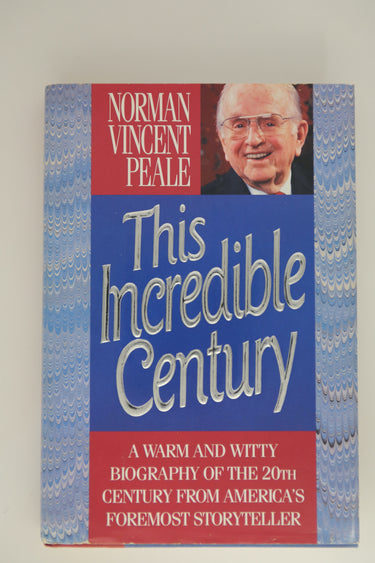 NORMAN
VINCENT
PEALE
This
Incredible
Century
A WARM AND WITTY
BIOGRAPHY OF THE 20TH
CENTURY FROM AMERICA'S
FOREMOST STORYTELLER